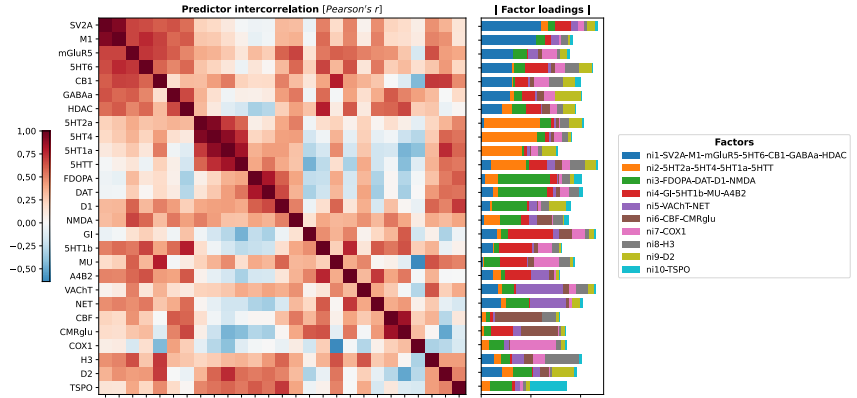 Predictor intercorrelation [Pearson's r]
| Factor loadings |
SV2A
M1
mGluR5
5HT6
CB1
GABAa
HDAC
5HT2a
5HT4
5HT1a
5HTT
FDOPA
DAT
D1
NMDA
GI
5HT1b
MU
A4B2
VAChT
NET
CBF
CMRglu
COX1
H3
D2
TSPO
1.00
0.75
0.50
0.25
0.00
−0.25
−0.50
Factors
ni1-SV2A-M1-mGluR5-5HT6-CB1-GABAa-HDAC
ni2-5HT2a-5HT4-5HT1a-5HTT
ni3-FDOPA-DAT-D1-NMDA
ni4-GI-5HT1b-MU-A4B2
ni5-VAChT-NET
ni6-CBF-CMRglu
ni7-COX1
ni8-H3
ni9-D2
ni10-TSPO